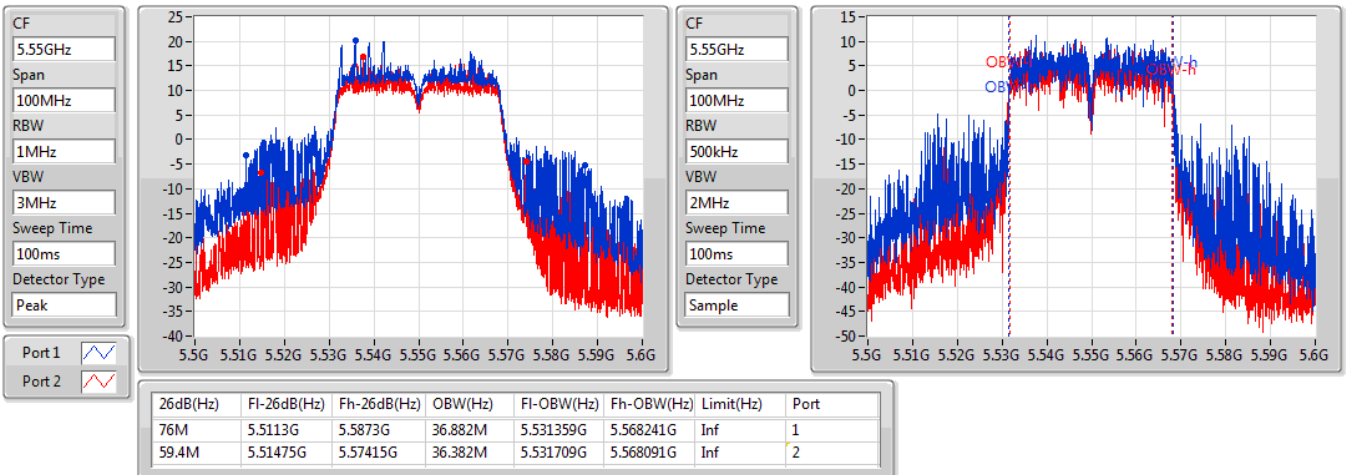 CF
5.55GHz
Span
100MHz
RBW
1MHz
VBW
3MHz
Sweep Time
100ms
Detector Type
Peak
Port 1
Port 2
25
20
15
10
5
0
-5
-10
-15
-20
-25
-30
-35
-40
5.5G 5.51G 5.52G 5.53G 5.54G 5.55G 5.56G 5.57G 5.58G 5.59G 5.6G
CF
5.55GHz
Span
100MHz
RBW
500kHz
VBW
2MHz
Sweep Time
100ms
Detector Type
Sample
15
10
5
0
-5
-10
-15
-20
-25
-30
-35
-40
-45
-50
OBW-h
5.5G 5.51G 5.52G 5.53G 5.54G 5.55G 5.56G 5.57G 5.58G 5.59G 5.6G
26dB(Hz) Fl-26dB(Hz) Fh-26dB(Hz) OBW(Hz) Fl-OBW(Hz) Fh-OBW(Hz) Limit(Hz) Port
76M 5.5113G 5.5873G 36.882M 5.531359G 5.568241G Inf 1
59.4M 5.51475G 5.57415G 36.382M 5.531709G 5.568091G Inf 2